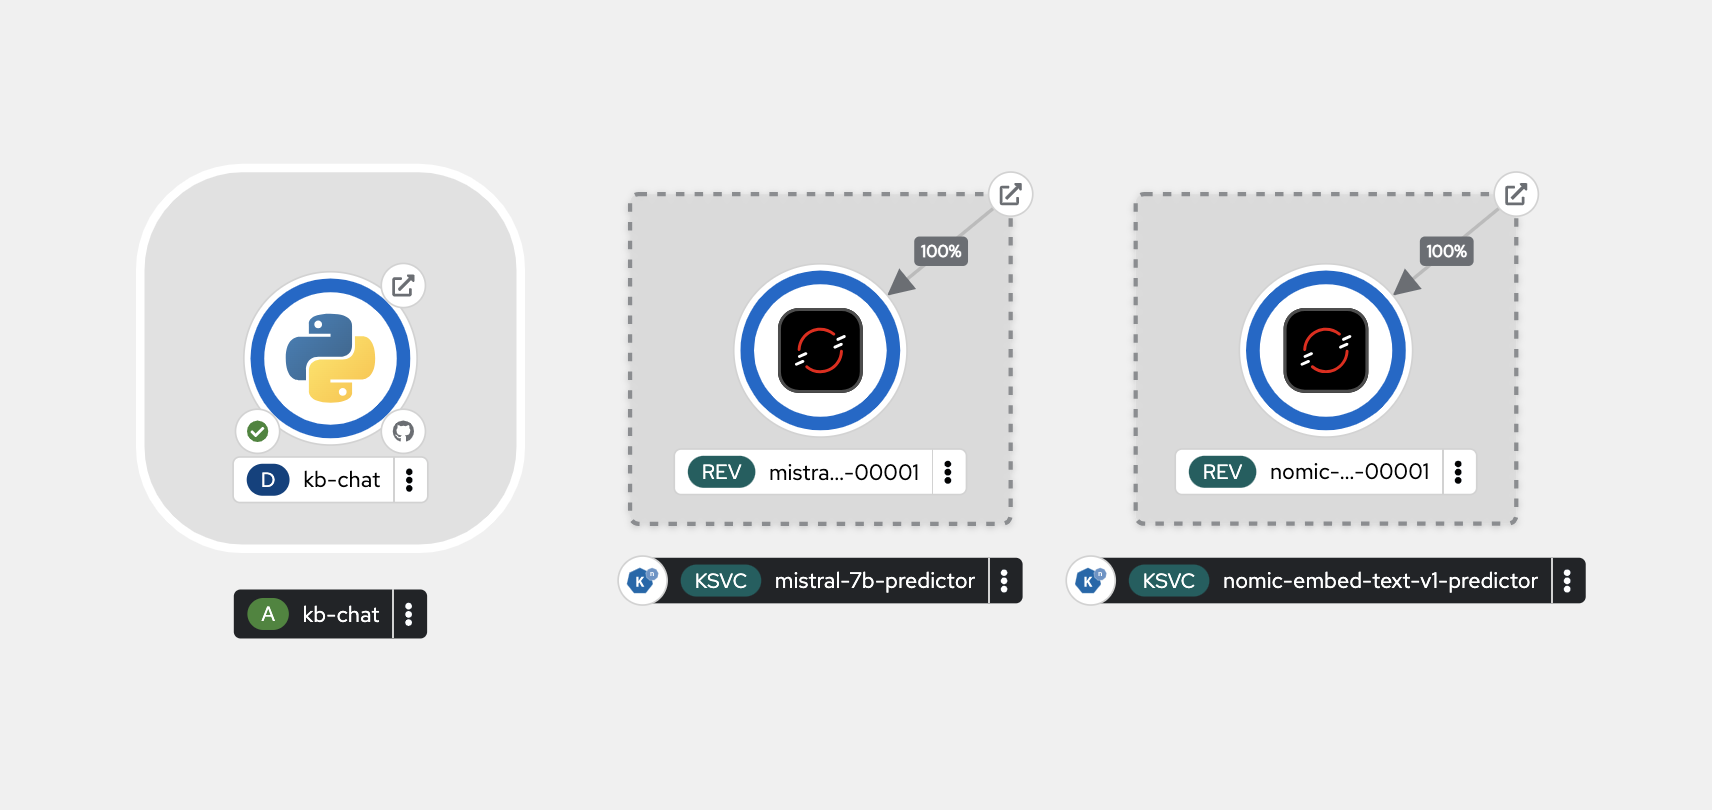 D kb-chat
A kb-chat
100%
REV mistra...-00001
KSVC mistral-7b-predictor
100%
REV nomic-...-00001
KSVC nomic-embed-text-v1-predictor